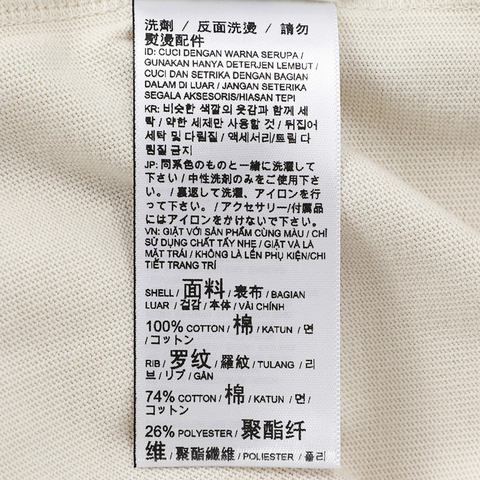 洗劑 / 反面洗燙 / 請勿
熨燙配件
ID: CUCI DENGAN WARNA SERUPA /
GUNAKAN HANYA DETERJEN LEMBUT /
CUCI DAN SETRIKA DENGAN BAGIAN
DALAM DI LUAR / JANGAN SETERIKA
SEGALA AKSESORIS/HIASAN TEPI
KR: 비슷한 색깔의 옷감과 함께 세
탁 / 약한 세제만 사용할 것 / 뒤집어
세탁 및 다림질 / 액세서리/트림 다
림질 금지
JP: 同系色のものと一緒に洗濯して
下さい / 中性洗剤のみをご使用下さ
い。 / 裏返して洗濯、アイロンを行
って下さい。 / アクセサリー/付属品
にはアイロンをかけないで下さい。
VN: GIẶT VỚI SẢN PHẨM CÙNG MÀU / CHỈ
SỬ DỤNG CHẤT TẨY NHẸ / GIẶT VÀ LÀ
MẶT TRÁI / KHÔNG LÀ LÊN PHỤ KIỆN/CHI
TIẾT TRANG TRÍ
SHELL / 面料 / 表布 / BAGIAN
LUAR / 겉감 / 本体 / VẢI CHÍNH
100% COTTON / 棉 / KATUN / 면
/ コットン
RIB / 罗纹 / 羅紋 / TULANG / 리
브 / リブ / GÂN
74% COTTON / 棉 / KATUN / 면
/ コットン
26% POLYESTER / 聚酯纤
维 / 聚酯纖維 / POLIESTER / 폴리